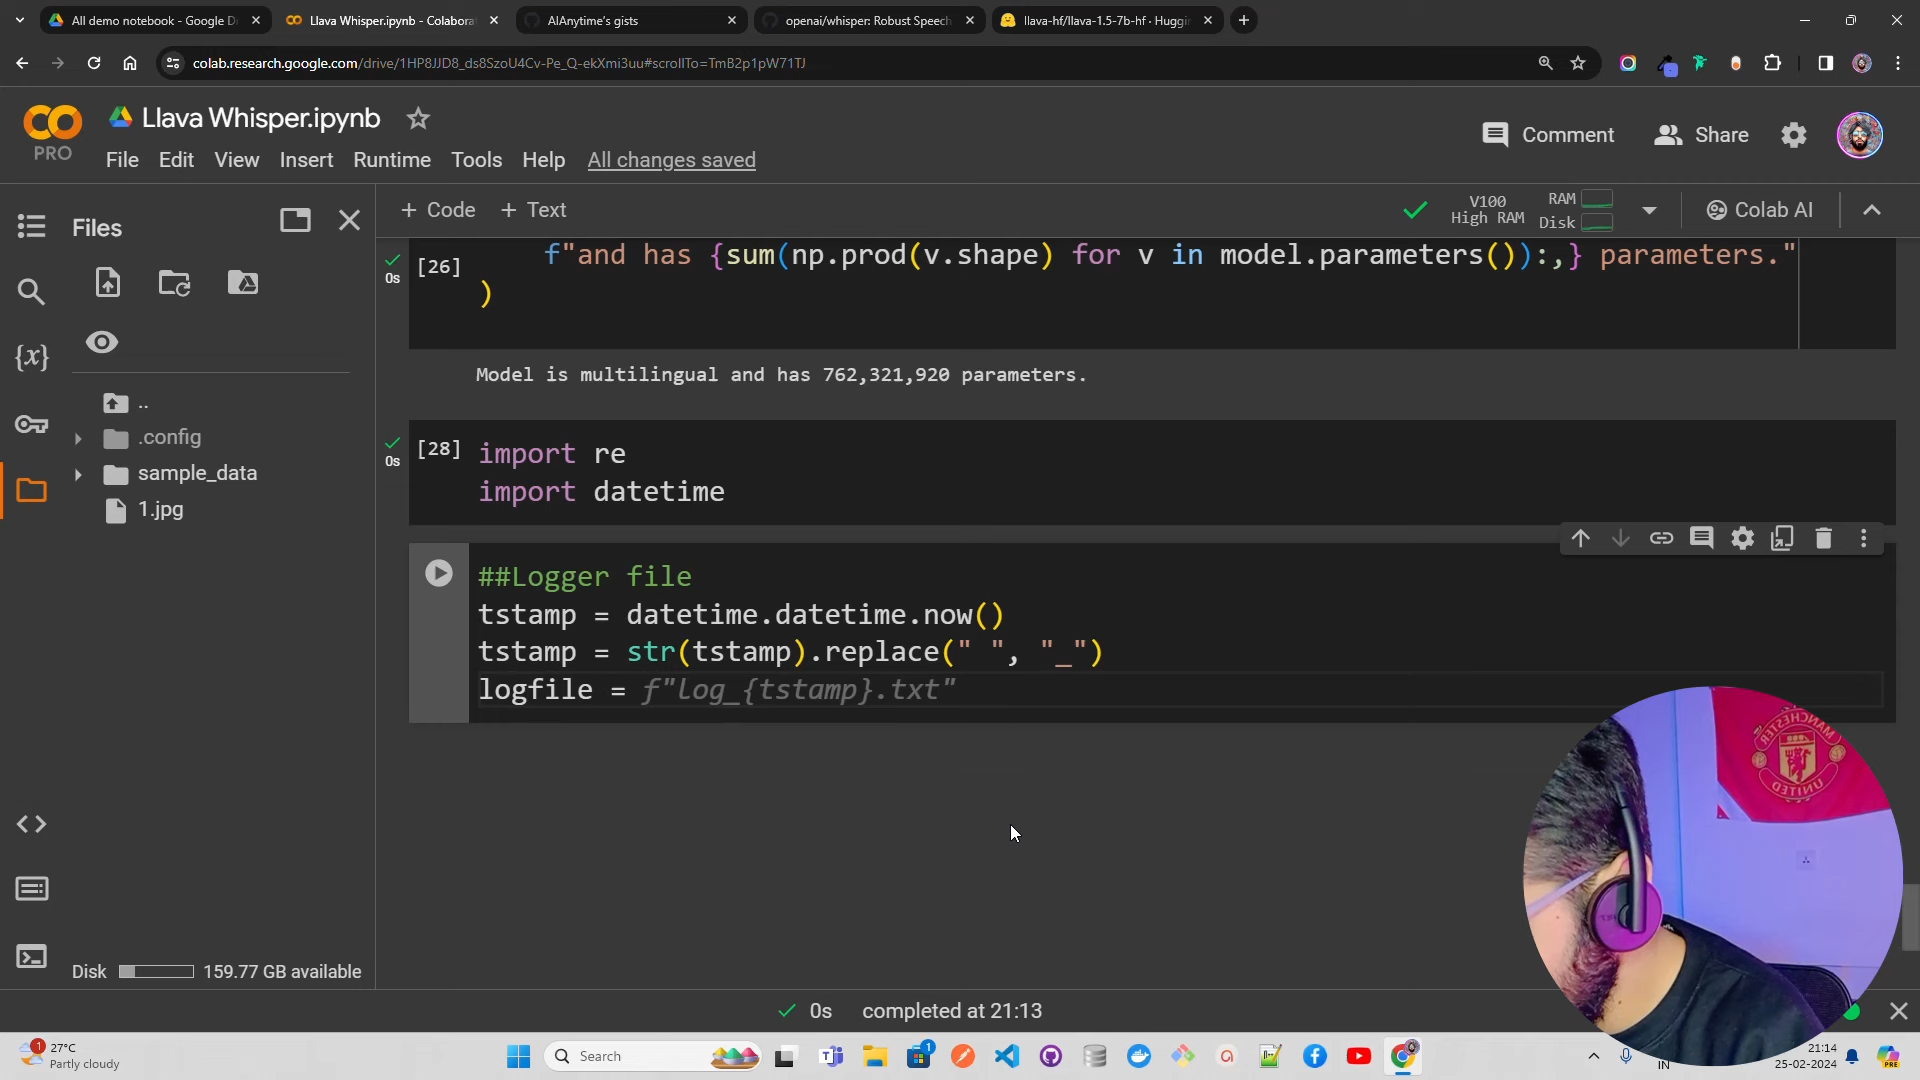 All demo notebook - Google D
Llava Whisper.ipynb - Colabora
AIAnytime's gists
openai/whisper: Robust Speech
llava-hf/llava-1.5-7b-hf · Huggin
colab.research.google.com/drive/1HP8JJD8_ds8SzoU4Cv-Pe_Q-ekXmi3uu#scrollTo=TmB2p1pW71TJ
Llava Whisper.ipynb
PRO
File Edit View Insert Runtime Tools Help All changes saved
Comment
Share
Files
+ Code + Text
V100
High RAM
RAM
Disk
Colab AI
..
.config
sample_data
1.jpg
0s
[26]
f"and has {sum(np.prod(v.shape) for v in model.parameters()):,} parameters."
)
Model is multilingual and has 762,321,920 parameters.
0s
[28]
import re
import datetime
##Logger file
tstamp = datetime.datetime.now()
tstamp = str(tstamp).replace(" ", "_")
logfile = f"log_{tstamp}.txt"
{x}
Disk
159.77 GB available
MANCHESTER
UNITED
0s completed at 21:13
1
27°C
Partly cloudy
Search
1
PRE
IN
21:14
25-02-2024